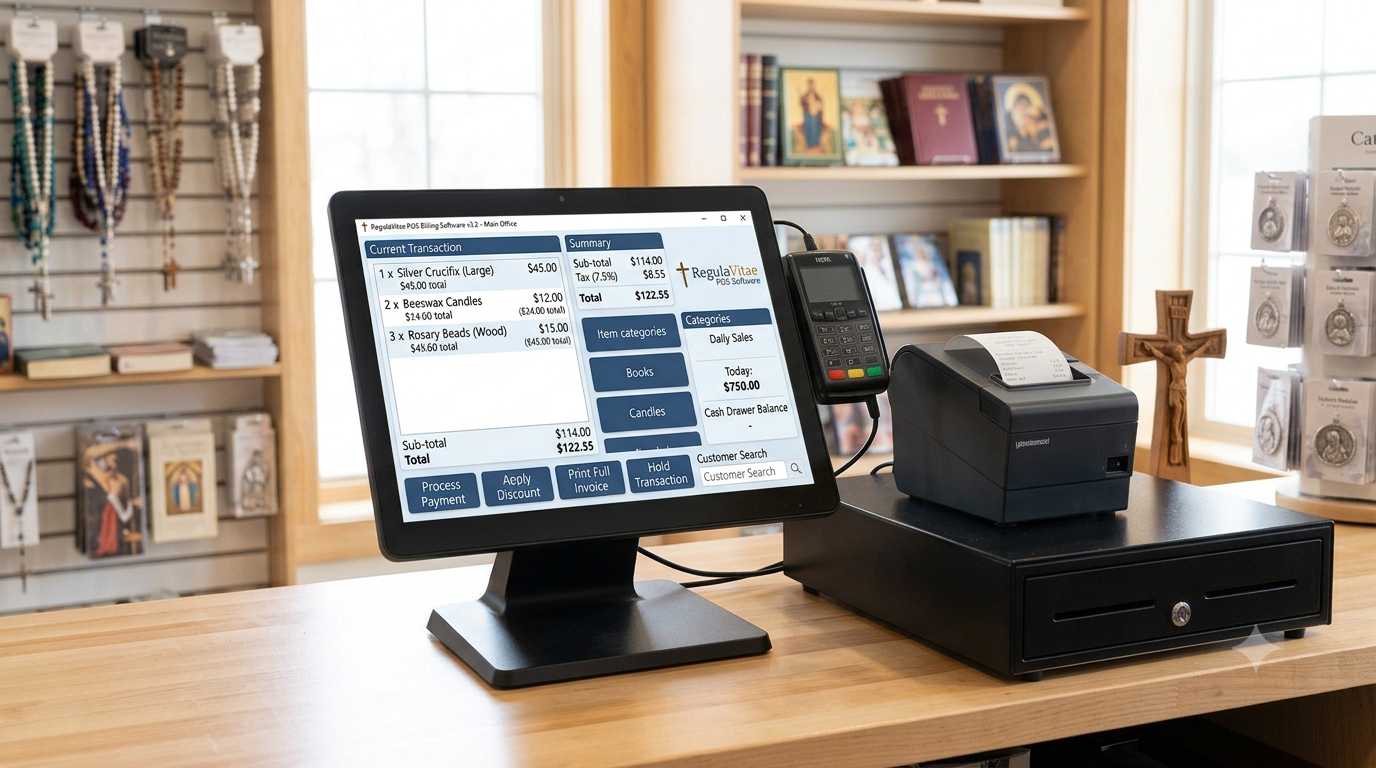 RegulaVitae POS Billing Software v3.2 - Main Office
Current Transaction
1 x Silver Crucifix (Large) $45.00
$45.00 total
2 x Beeswax Candles $12.00
$24.60 total ($24.00 total)
3 x Rosary Beads (Wood) $15.00
$48.60 total ($45.00 total)
Sub-total $114.00
Total $122.55
Summary
Sub-total $114.00
Tax (7.5%) $8.55
Total $122.55
RegulaVitae
POS Software
Item categories
Books
Candles
Categories
Daily Sales
Today:
$750.00
Cash Drawer Balance
-
Customer Search
Customer Search
Process
Payment
Aeply
Discount
Print Full
Invoice
Hold
Transaction
Ca